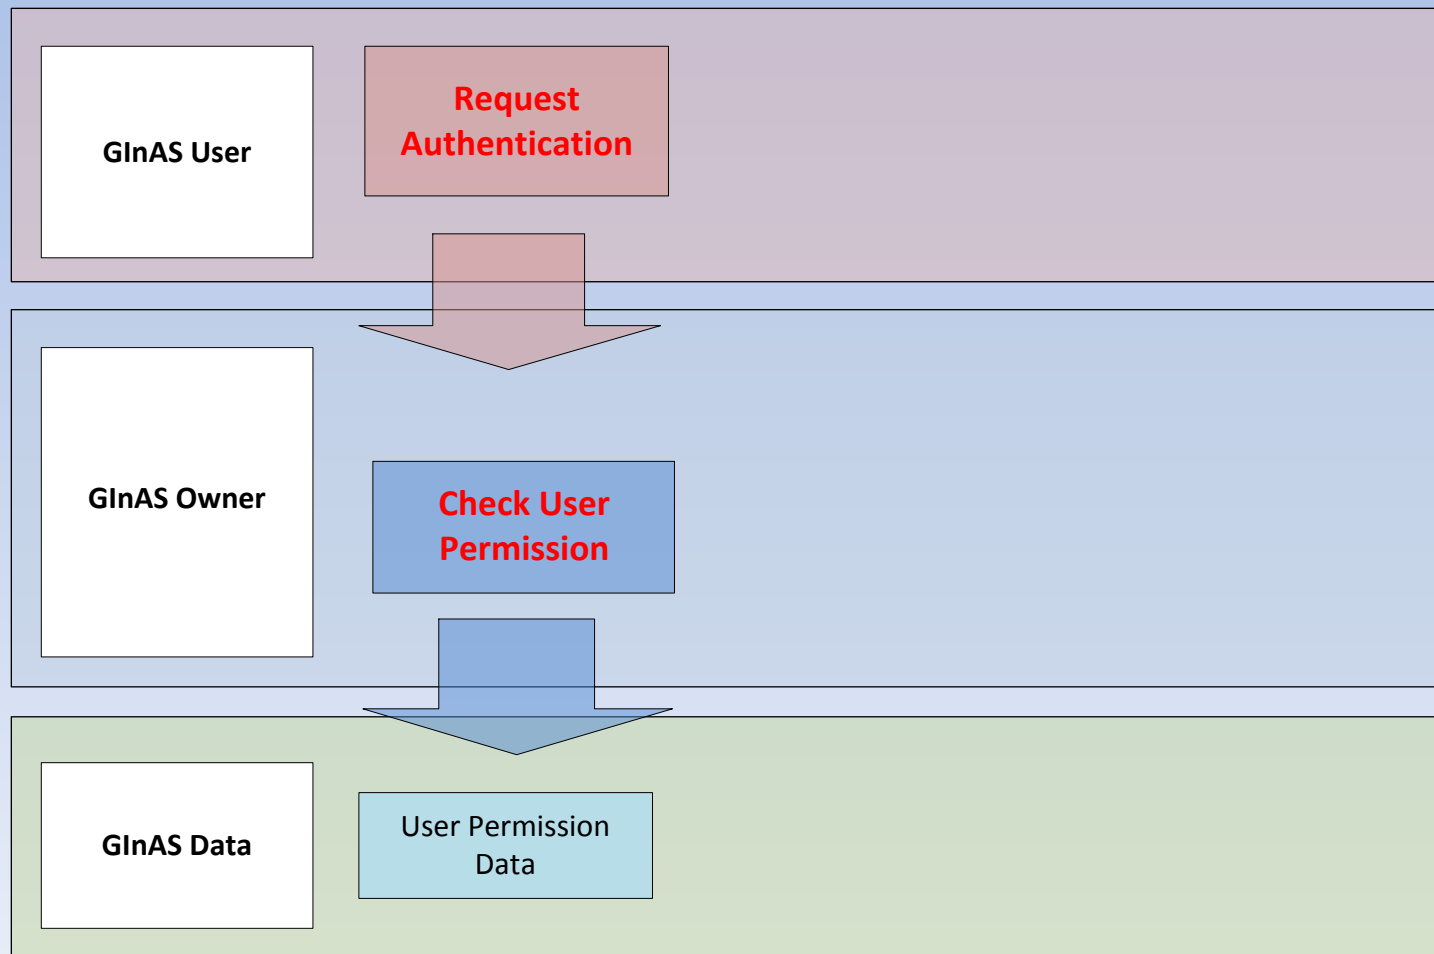 GInAS User
Request
Authentication
GInAS Owner
Check User
Permission
GInAS Data
User Permission
Data